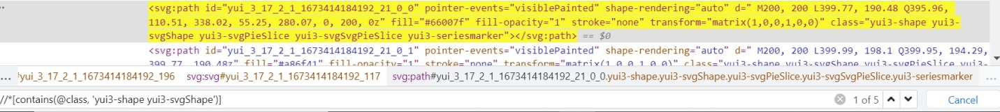 <svg:path id="yui_3_17_2_1_1673414184192_21_0_0" pointer-events="visiblePainted" shape-rendering="auto" d=" M200, 200 L399.77, 190.48 Q395.96,
110.51, 338.02, 55.25, 280.07, 0, 200, 0z" fill="#66007f" fill-opacity="1" stroke="none" transform="matrix(1,0,0,1,0,0)" class="yui3-shape yui3-
svgShape yui3-svgPieSlice yui3-svgSvgPieSlice yui3-seriesmarker"></svg:path> == $0
<svg:path id="yui_3_17_2_1_1673414184192_21_0_1" pointer-events="visiblePainted" shape-rendering="auto" d=" M200, 200 L399.99, 198.1 Q399.95, 194.29,
399.77, 190.48z" fill="#a86f41" fill-opacity="1" stroke="none" transform="matrix(1,0,0,1,0,0)" class="yui3-shape yui3-svgShape yui3-svgPieSlice yui3-
... #yui_3_17_2_1_1673414184192_196 svg:svg#yui_3_17_2_1_1673414184192_117 svg:path#yui_3_17_2_1_1673414184192_21_0_0.yui3-shape.yui3-svgShape.yui3-svgPieSlice.yui3-svgSvgPieSlice.yui3-seriesmarker ...
//*[contains(@class, 'yui3-shape yui3-svgShape')] 1 of 5 Cancel